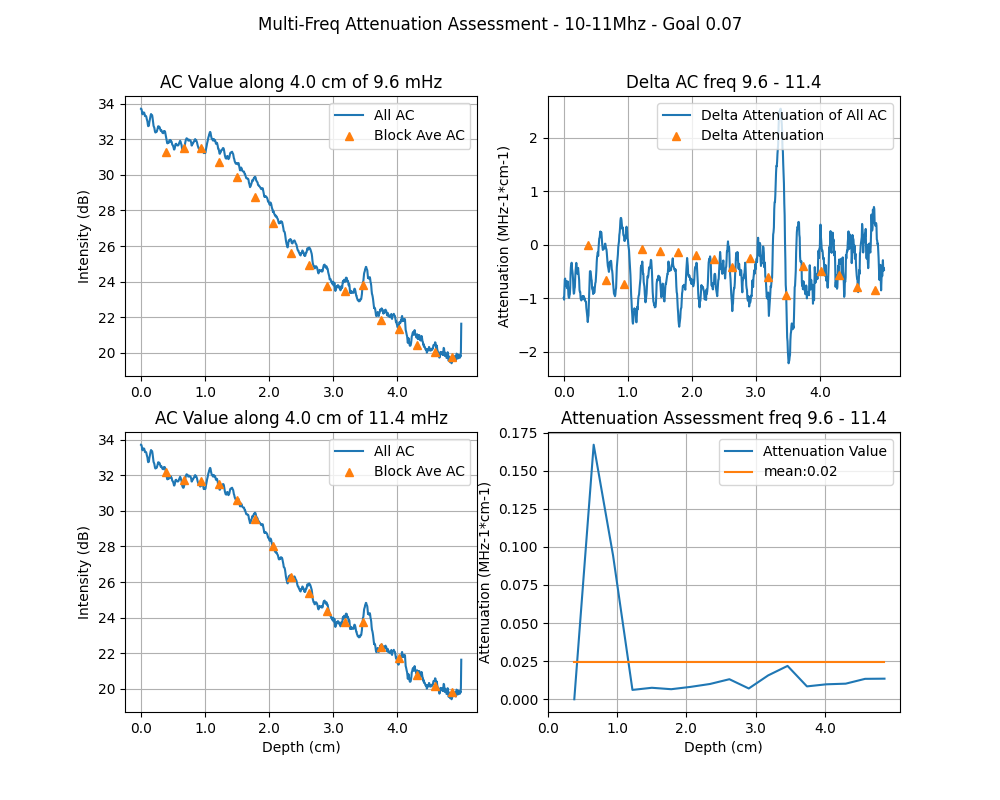 Multi-Freq Attenuation Assessment - 10-11Mhz - Goal 0.07
AC Value along 4.0 cm of 9.6 mHz
Intensity (dB)
34
32
30
28
26
24
22
20
0.0 1.0 2.0 3.0 4.0
All AC
Block Ave AC
Delta AC freq 9.6 - 11.4
Attenuation (MHz-1*cm-1)
2
1
0
−1
−2
0.0 1.0 2.0 3.0 4.0
Delta Attenuation of All AC
Delta Attenuation
AC Value along 4.0 cm of 11.4 mHz
Intensity (dB)
34
32
30
28
26
24
22
20
0.0 1.0 2.0 3.0 4.0
Depth (cm)
All AC
Block Ave AC
Attenuation Assessment freq 9.6 - 11.4
Attenuation (MHz-1*cm-1)
0.175
0.150
0.125
0.100
0.075
0.050
0.025
0.000
0.0 1.0 2.0 3.0 4.0
Depth (cm)
Attenuation Value
mean:0.02